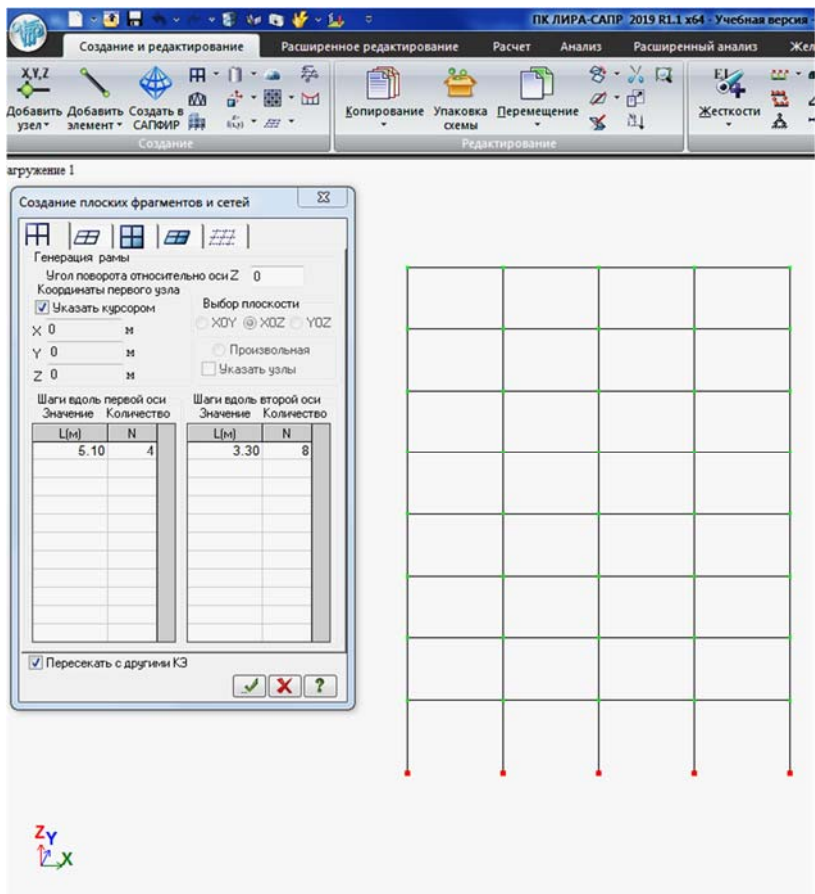 ПК ЛИРА-САПР 2019 R1.1 x64 - Учебная версия -
Создание и редактирование Расширенное редактирование Расчет Анализ Расширенный анализ Жел
X,Y,Z
Добавить узел
Добавить элемент
Создать в САПФИР
Копирование
Упаковка схемы
Перемещение
EJ
Жесткости
Создание
Редактирование
агружение 1
Создание плоских фрагментов и сетей
Генерация рамы
Угол поворота относительно оси Z 0
Координаты первого узла
Указать курсором
X 0 м
Y 0 м
Z 0 м
Выбор плоскости
XOY XOZ YOZ
Произвольная
Указать узлы
Шаги вдоль первой оси
Значение Количество
L(м) N
5.10 4
Шаги вдоль второй оси
Значение Количество
L(м) N
3.30 8
Пересекать с другими КЭ
?
Z Y
X